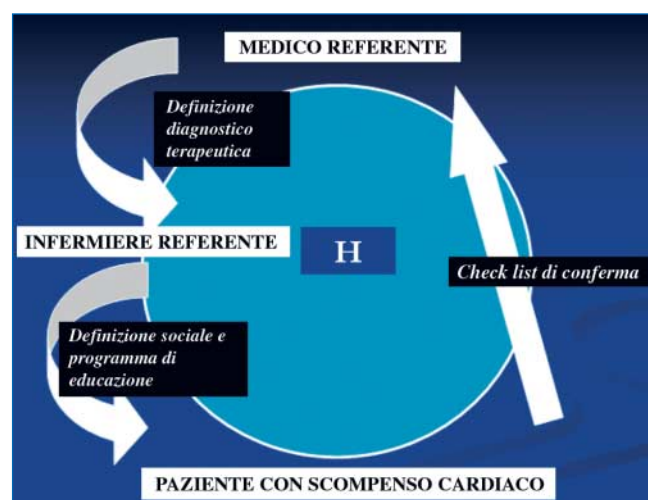 MEDICO REFERENTE
Definizione
diagnostico
terapeutica
INFERMIERE REFERENTE
H
Check list di conferma
Definizione sociale e
programma di
educazione
PAZIENTE CON SCOMPENSO CARDIACO